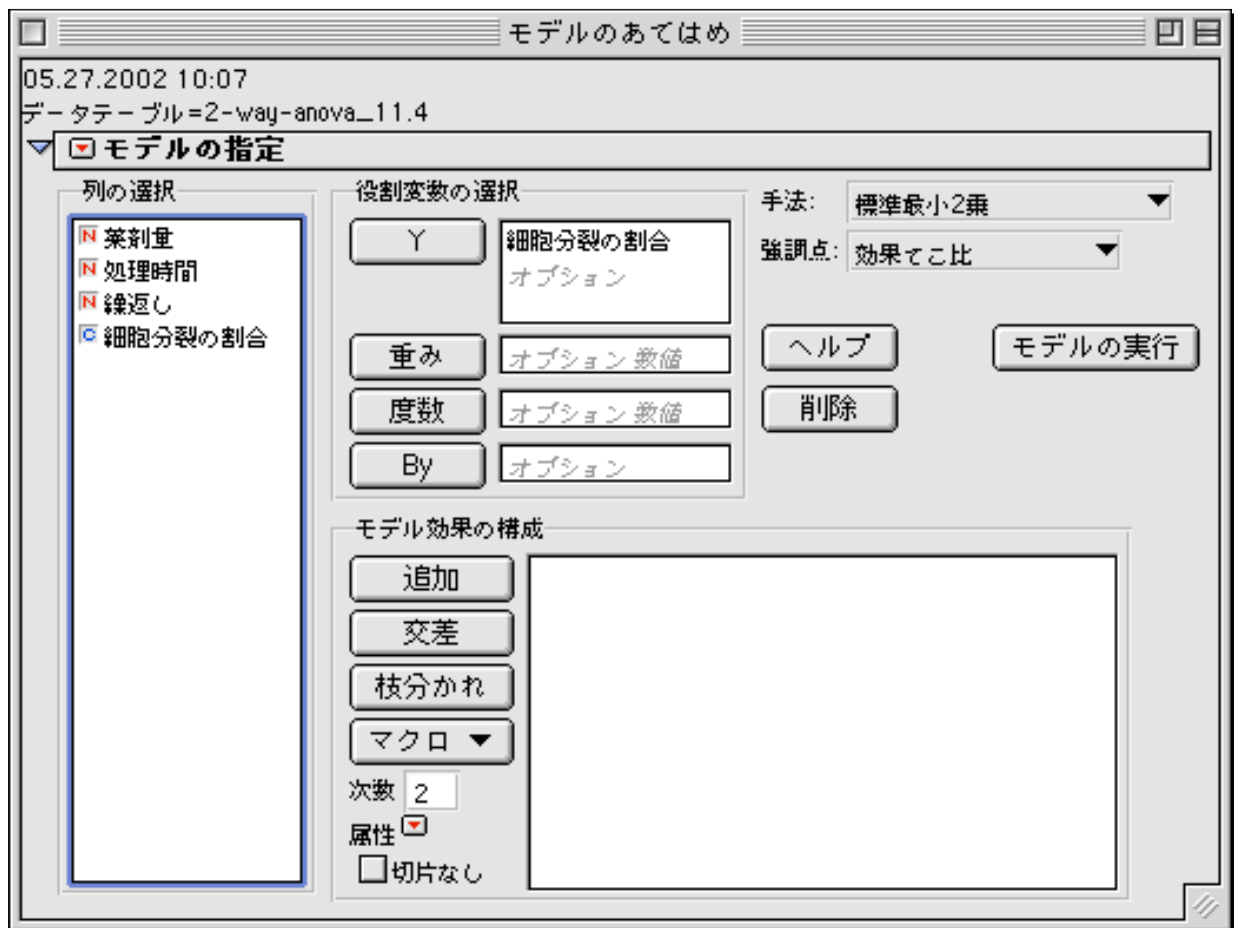 モデルのあてはめ
05.27.2002 10:07
データテーブル=2-way-anova_11.4
モデルの指定
列の選択
N 薬剤量
N 処理時間
N 繰返し
C 細胞分裂の割合
役割変数の選択
Y
細胞分裂の割合
オプション
重み
オプション 数値
度数
オプション 数値
By
オプション
手法:
標準最小2乗
強調点:
効果てこ比
ヘルプ
モデルの実行
削除
モデル効果の構成
追加
交差
枝分かれ
マクロ
次数 2
属性
切片なし